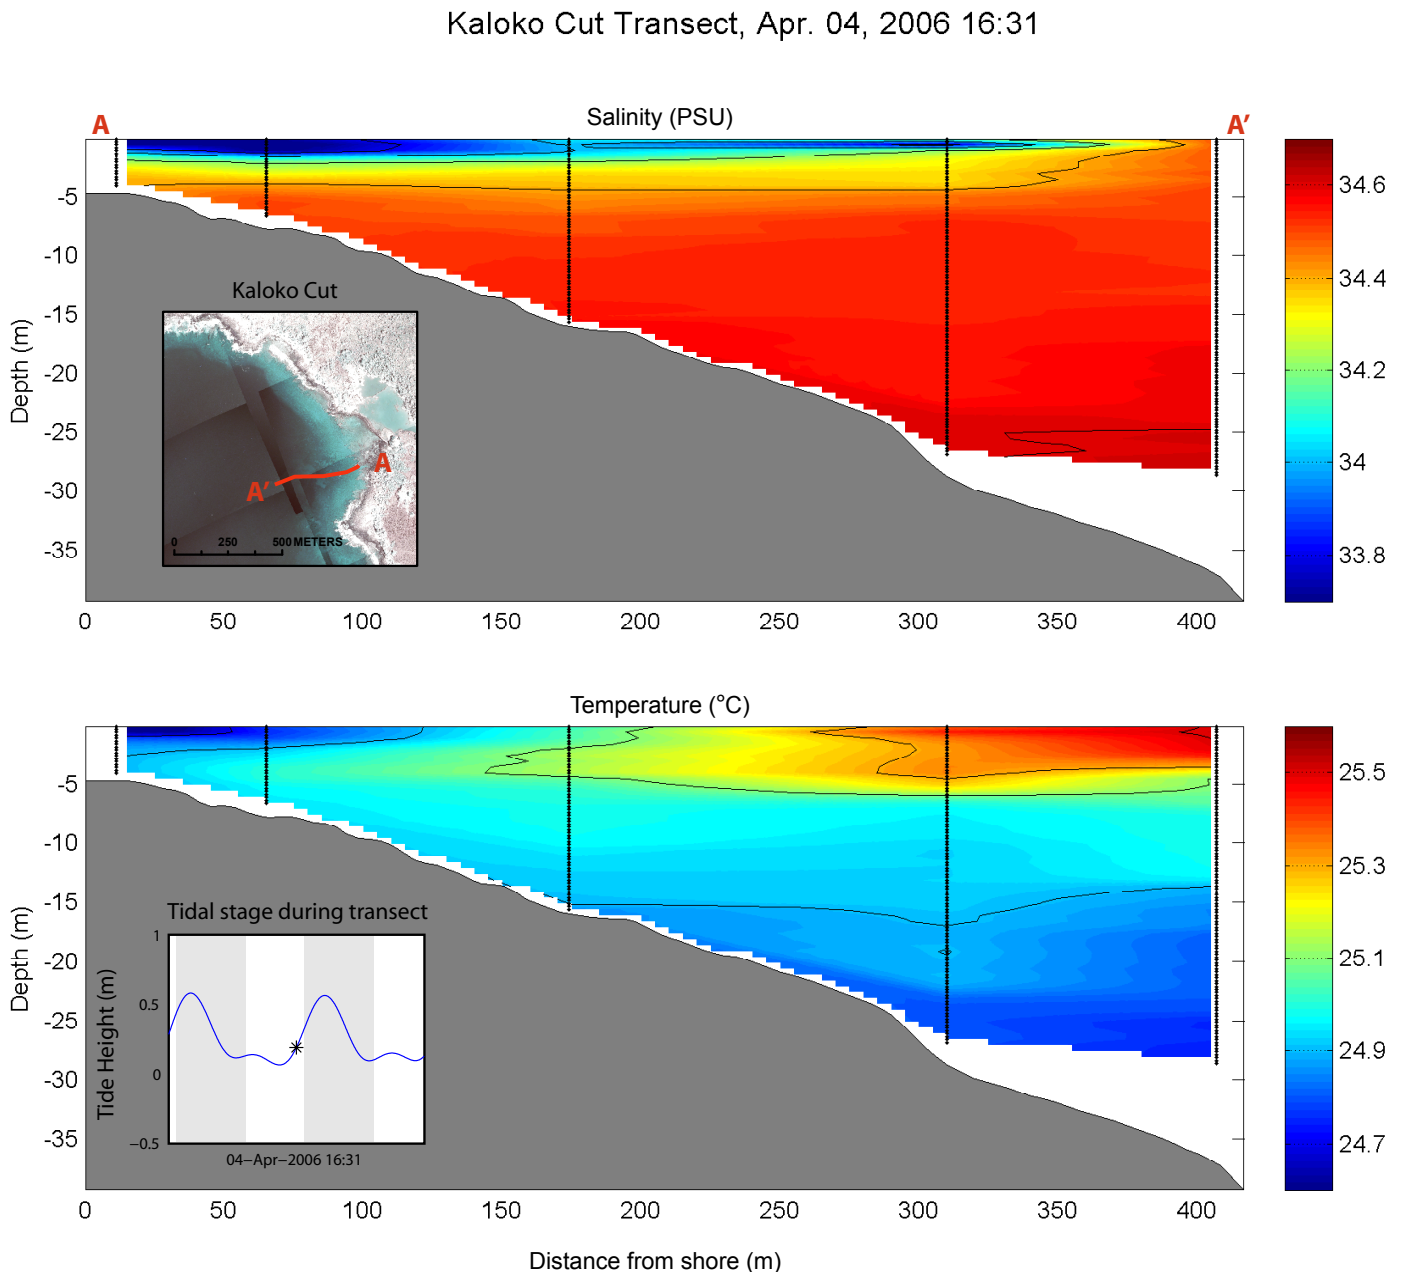 Kaloko Cut Transect, Apr. 04, 2006 16:31
Salinity (PSU)
A
A'
Depth (m)
-5
-10
-15
-20
-25
-30
-35
0 50 100 150 200 250 300 350 400
34.6
34.4
34.2
34
33.8
Kaloko Cut
A
A'
0 250 500 METERS
Temperature (°C)
Depth (m)
-5
-10
-15
-20
-25
-30
-35
0 50 100 150 200 250 300 350 400
Distance from shore (m)
25.5
25.3
25.1
24.9
24.7
Tidal stage during transect
Tide Height (m)
1
0.5
0
−0.5
04−Apr−2006 16:31